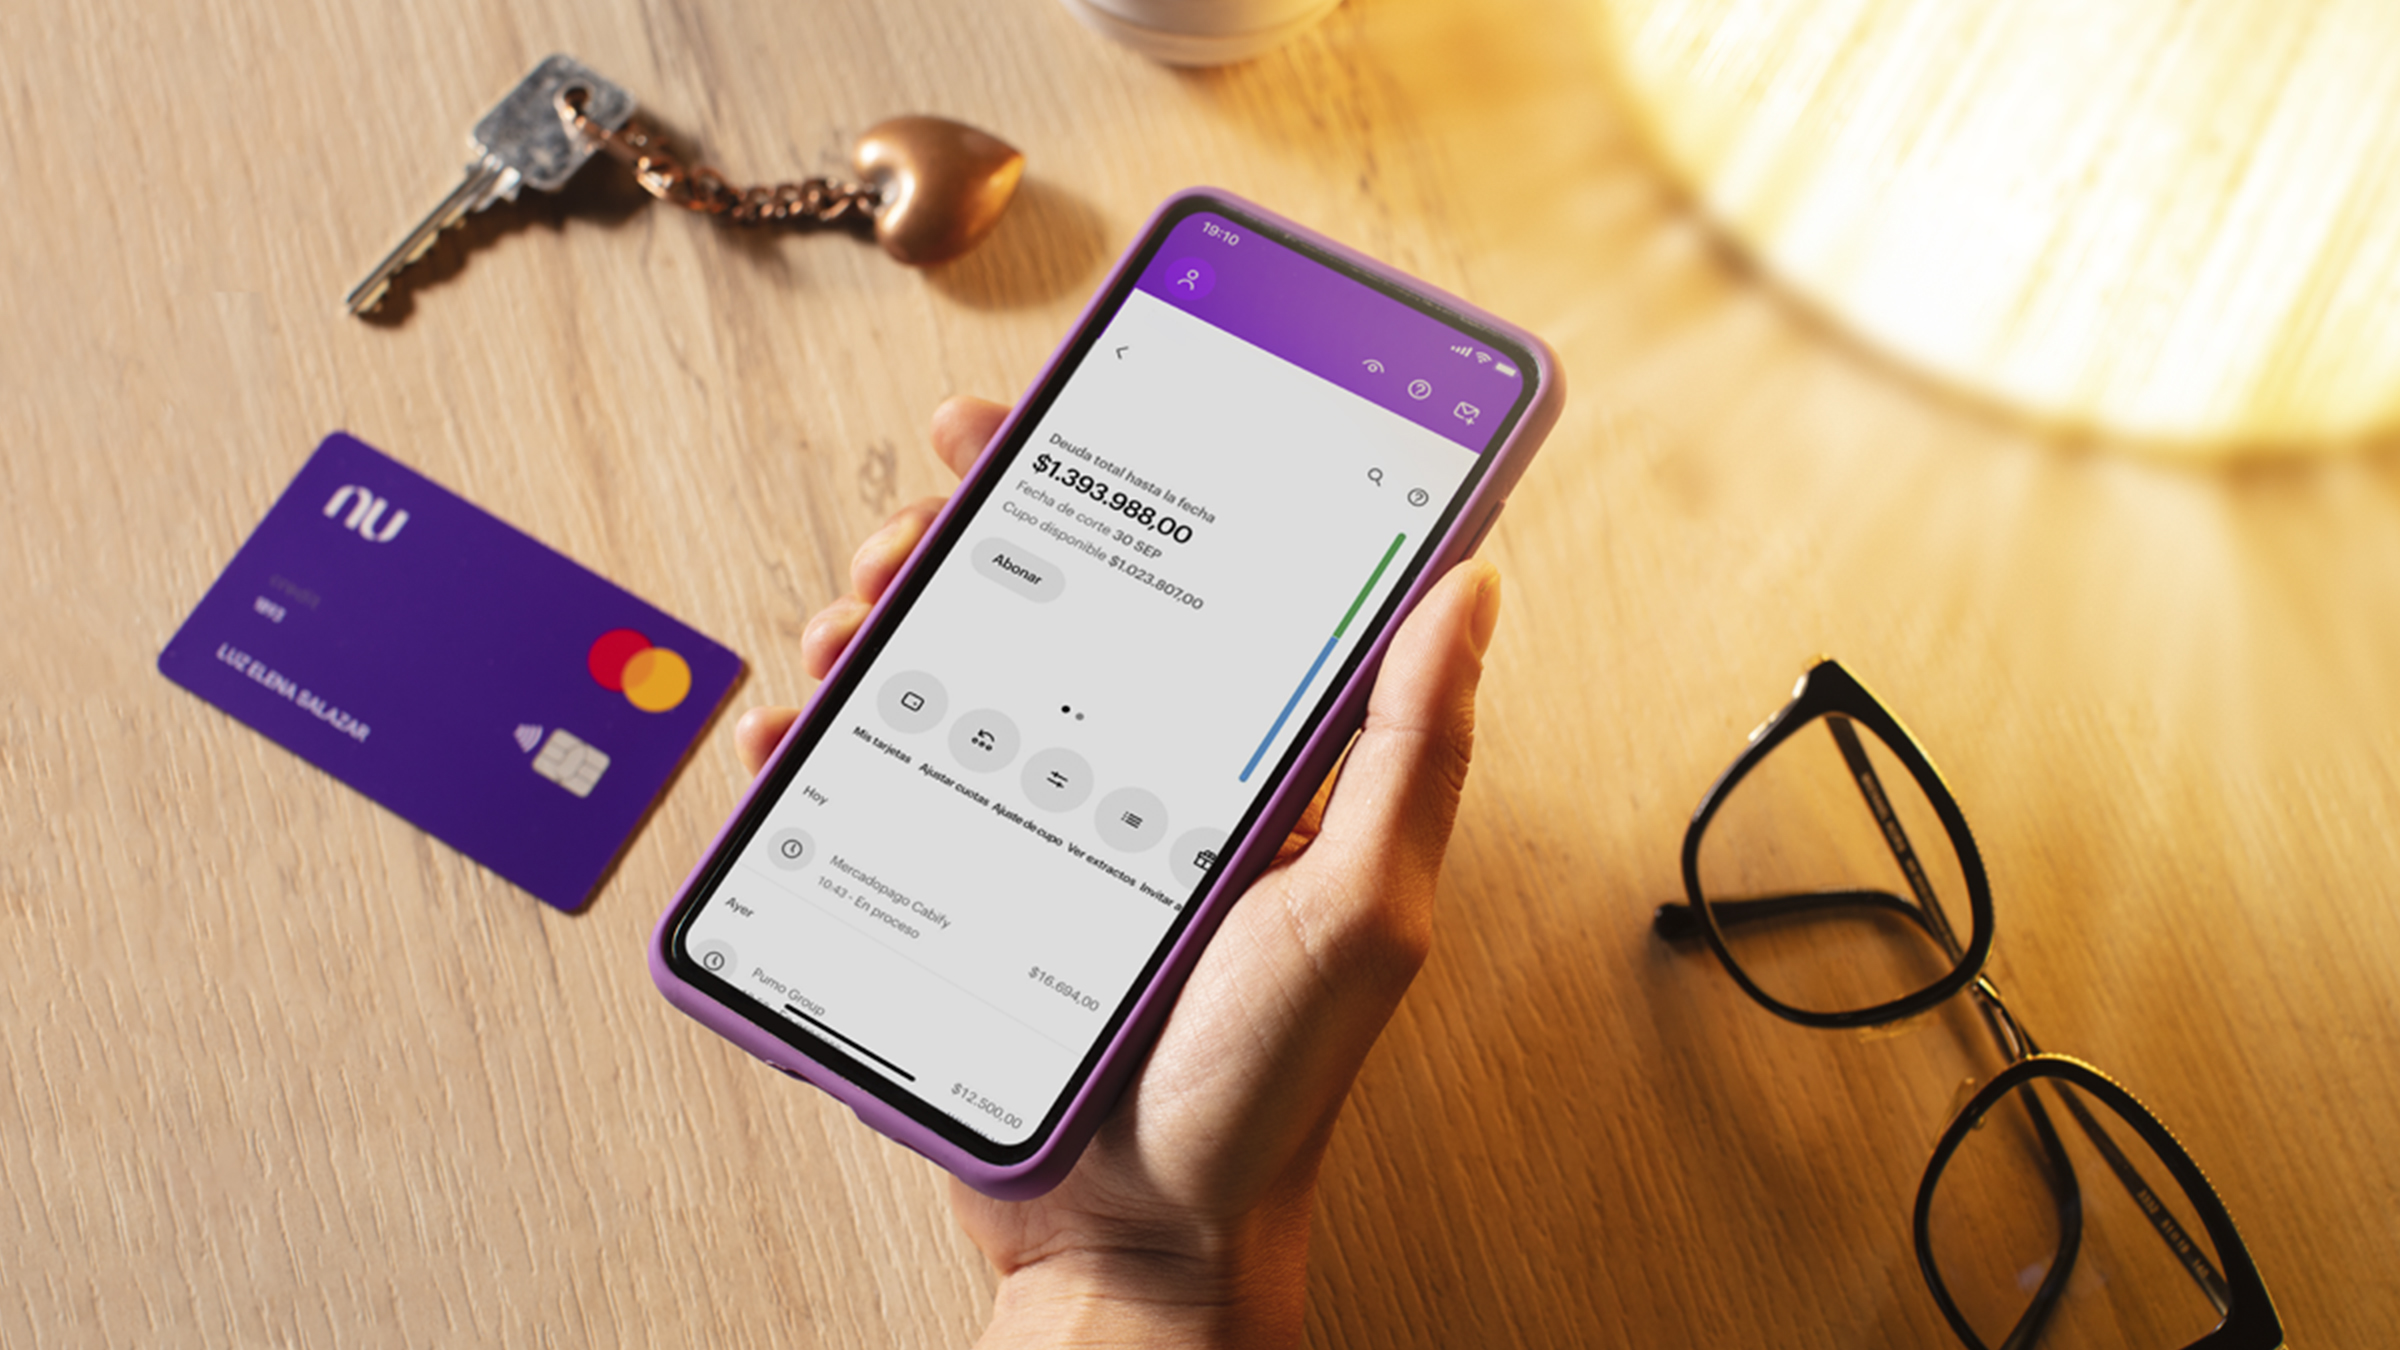 nu
credit
LUZ ELENA SALAZAR
19:10
Deuda total hasta la fecha
$1.393.988,00
Fecha de corte 30 SEP
Cupo disponible $1.023.807,00
Abonar
Mis tarjetas
Ajustar cuotas
Ajuste de cupo
Ver extractos
Invitar a
Hoy
Mercadopago Cabify
10:43 - En proceso
$16.694,00
Ayer
Pumo Group
$12.500,00